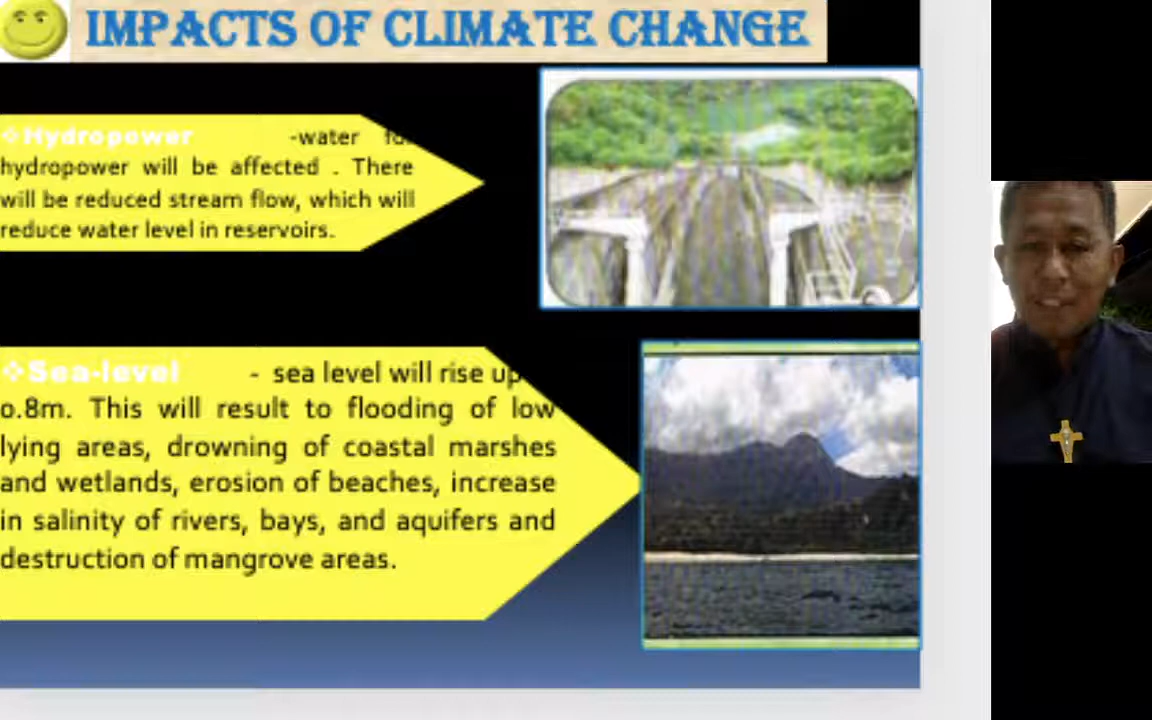 IMPACTS OF CLIMATE CHANGE
❖Hydropower -water for
hydropower will be affected . There
will be reduced stream flow, which will
reduce water level in reservoirs.
❖Sea-level - sea level will rise up
0.8m. This will result to flooding of low
lying areas, drowning of coastal marshes
and wetlands, erosion of beaches, increase
in salinity of rivers, bays, and aquifers and
destruction of mangrove areas.